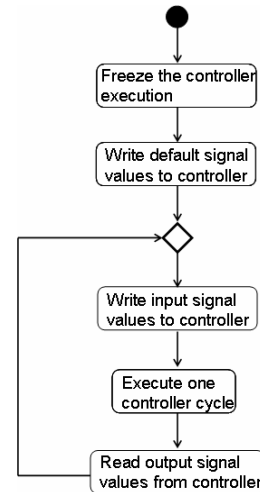 Freeze the controller
execution
Write default signal
values to controller
Write input signal
values to controller
Execute one
controller cycle
Read output signal
values from controller